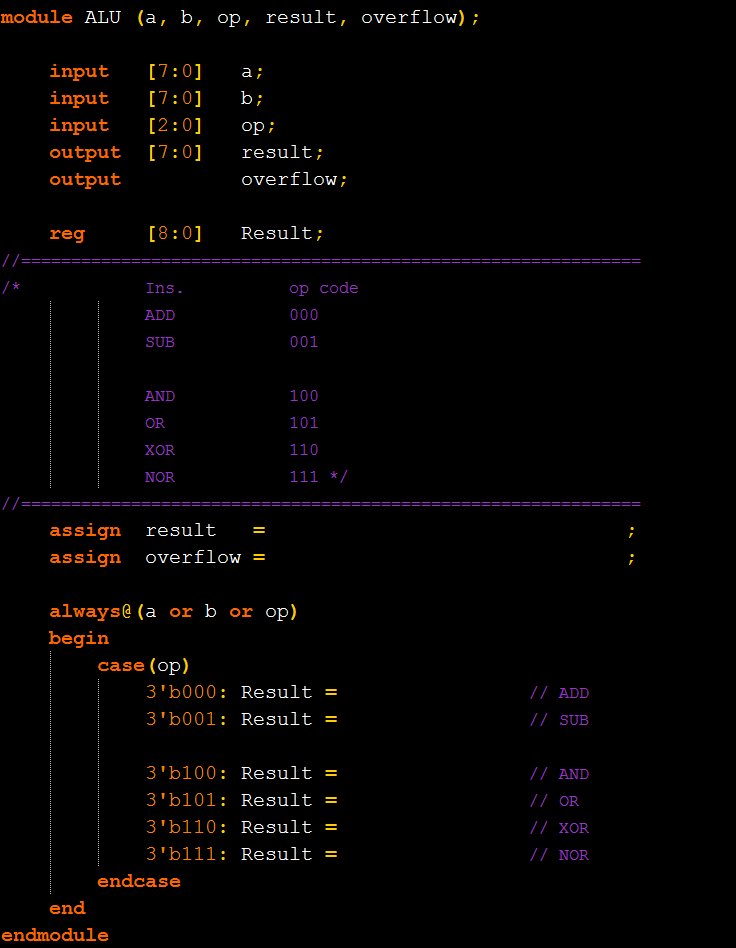 module ALU (a, b, op, result, overflow);
input [7:0] a;
input [7:0] b;
input [2:0] op;
output [7:0] result;
output overflow;
reg [8:0] Result;
//==============================================================
/* Ins. op code
ADD 000
SUB 001
AND 100
OR 101
XOR 110
NOR 111 */
//==============================================================
assign result = ;
assign overflow = ;
always@(a or b or op)
begin
case(op)
3'b000: Result = // ADD
3'b001: Result = // SUB
3'b100: Result = // AND
3'b101: Result = // OR
3'b110: Result = // XOR
3'b111: Result = // NOR
endcase
end
endmodule